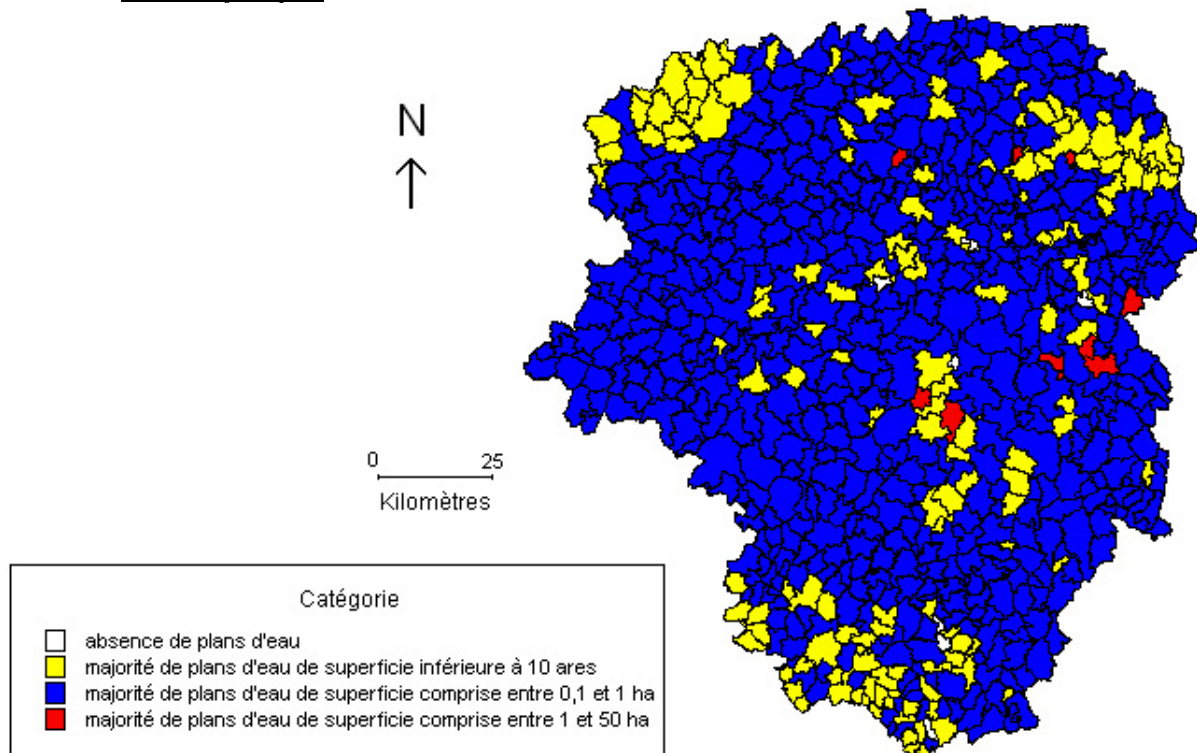 N
0 25
Kilomètres
Catégorie
absence de plans d'eau
majorité de plans d'eau de superficie inférieure à 10 ares
majorité de plans d'eau de superficie comprise entre 0,1 et 1 ha
majorité de plans d'eau de superficie comprise entre 1 et 50 ha